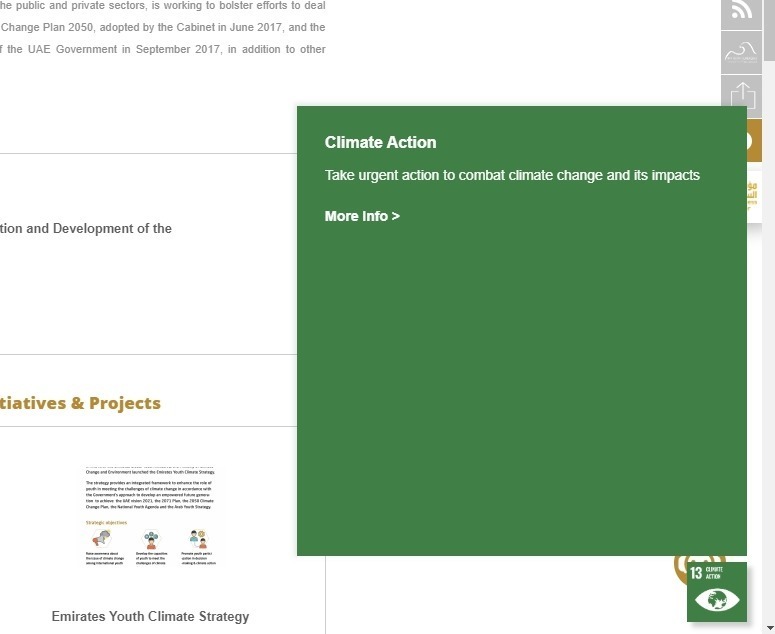 he public and private sectors, is working to bolster efforts to deal
Change Plan 2050, adopted by the Cabinet in June 2017, and the
f the UAE Government in September 2017, in addition to other
Climate Action
Take urgent action to combat climate change and its impacts
More Info >
tion and Development of the
tiatives & Projects
Change and Environment launched the Emirates Youth Climate Strategy.
The strategy provides an integrated framework to enhance the role of
youth in meeting the challenges of climate change in accordance with
the Government's approach to develop an empowered future genera-
tion to achieve the UAE vision 2021, the 2071 Plan, the 2050 Climate
Change Plan, the National Youth Agenda and the Arab Youth Strategy.
Strategic objectives
Raise awareness about
the issue of climate change
among international youth
Develop the capacities
of youth to meet the
challenges of climate
Promote youth partici
action in decision
making & climate action
Emirates Youth Climate Strategy
13 CLIMATE
ACTION